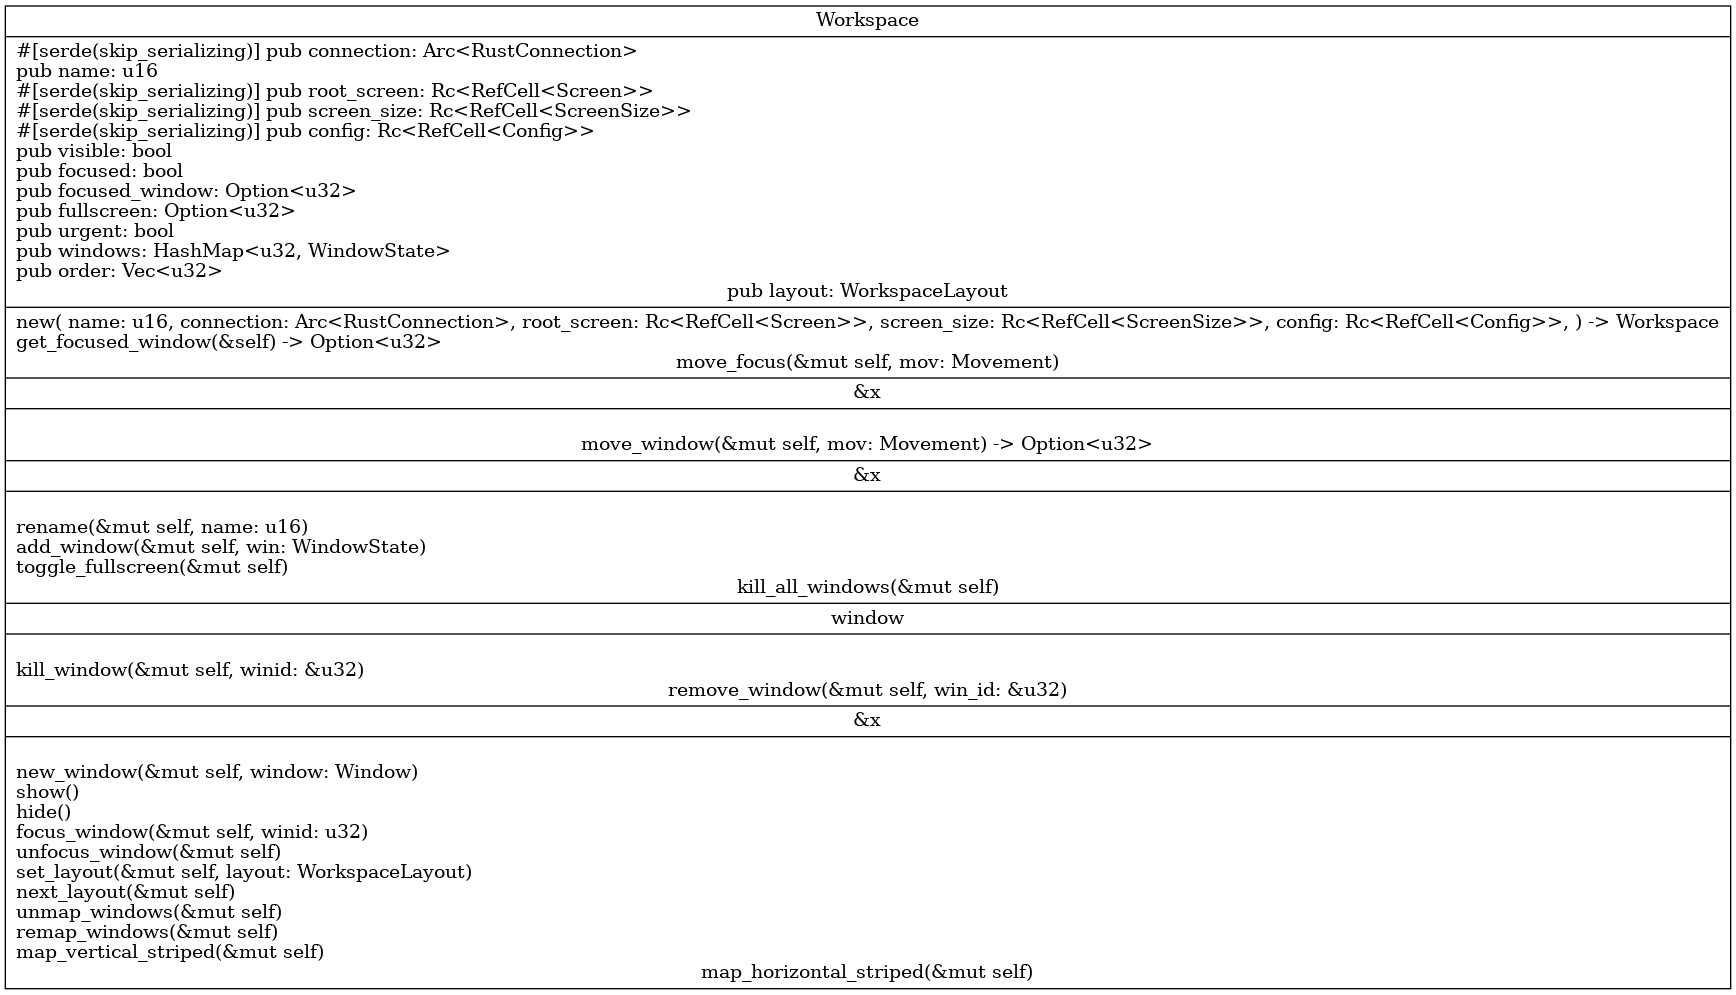 Workspace
#[serde(skip_serializing)] pub connection: Arc<RustConnection>
pub name: u16
#[serde(skip_serializing)] pub root_screen: Rc<RefCell<Screen>>
#[serde(skip_serializing)] pub screen_size: Rc<RefCell<ScreenSize>>
#[serde(skip_serializing)] pub config: Rc<RefCell<Config>>
pub visible: bool
pub focused: bool
pub focused_window: Option<u32>
pub fullscreen: Option<u32>
pub urgent: bool
pub windows: HashMap<u32, WindowState>
pub order: Vec<u32>
pub layout: WorkspaceLayout
new( name: u16, connection: Arc<RustConnection>, root_screen: Rc<RefCell<Screen>>, screen_size: Rc<RefCell<ScreenSize>>, config: Rc<RefCell<Config>>, ) -> Workspace
get_focused_window(&self) -> Option<u32>
move_focus(&mut self, mov: Movement)
&x
move_window(&mut self, mov: Movement) -> Option<u32>
&x
rename(&mut self, name: u16)
add_window(&mut self, win: WindowState)
toggle_fullscreen(&mut self)
kill_all_windows(&mut self)
window
kill_window(&mut self, winid: &u32)
remove_window(&mut self, win_id: &u32)
&x
new_window(&mut self, window: Window)
show()
hide()
focus_window(&mut self, winid: u32)
unfocus_window(&mut self)
set_layout(&mut self, layout: WorkspaceLayout)
next_layout(&mut self)
unmap_windows(&mut self)
remap_windows(&mut self)
map_vertical_striped(&mut self)
map_horizontal_striped(&mut self)